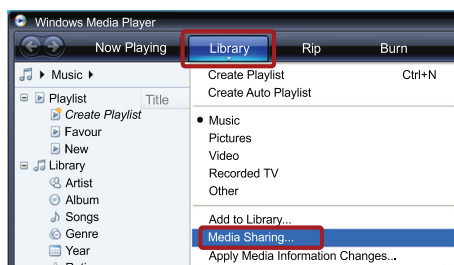 Windows Media Player
Now Playing Library Rip Burn
Music
Playlist Title
Create Playlist
Favour
New
Library
Artist
Album
Songs
Genre
Year
Create Playlist Ctrl+N
Create Auto Playlist
Music
Pictures
Video
Recorded TV
Other
Add to Library...
Media Sharing...
Apply Media Information Changes...